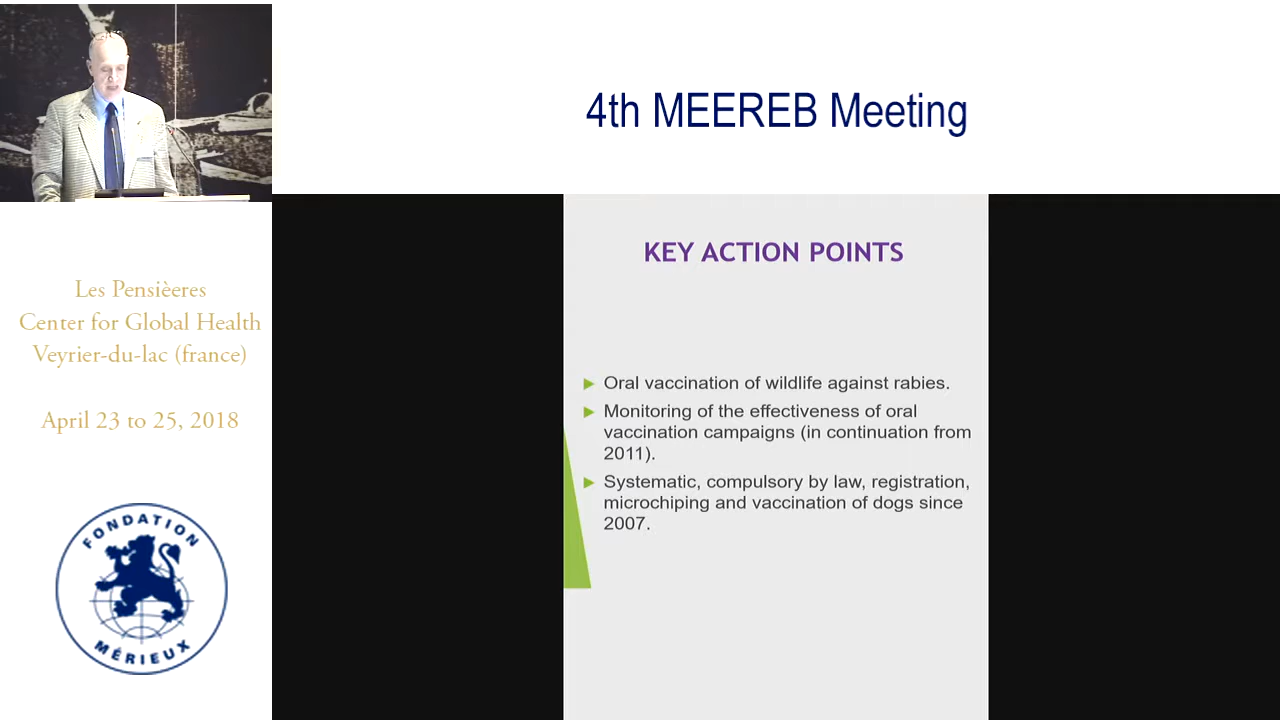 4th MEEREB Meeting
KEY ACTION POINTS
Oral vaccination of wildlife against rabies.
Monitoring of the effectiveness of oral
vaccination campaigns (in continuation from
2011).
Systematic, compulsory by law, registration,
microchiping and vaccination of dogs since
2007.
Les Pensièeres
Center for Global Health
Veyrier-du-lac (france)
April 23 to 25, 2018
FONDATION
MÉRIEUX